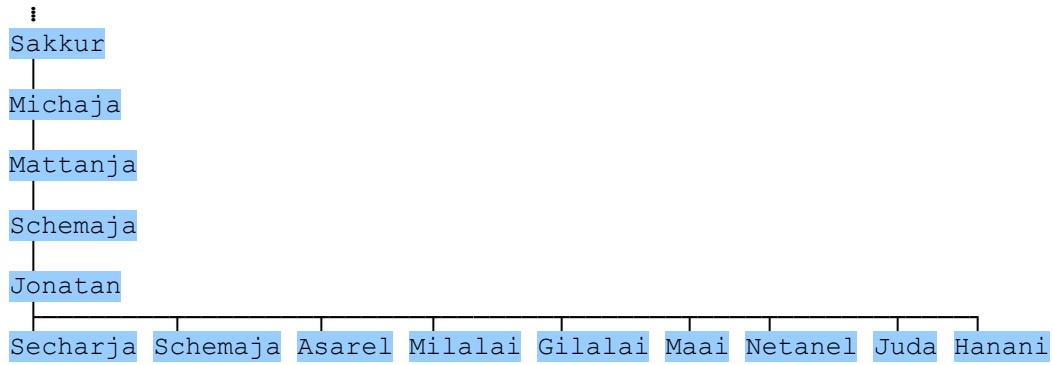 Sakkur
Michaja
Mattanja
Schemaja
Jonatan
Secharja Schemaja Asarel Milalai Gilalai Maai Netanel Juda Hanani